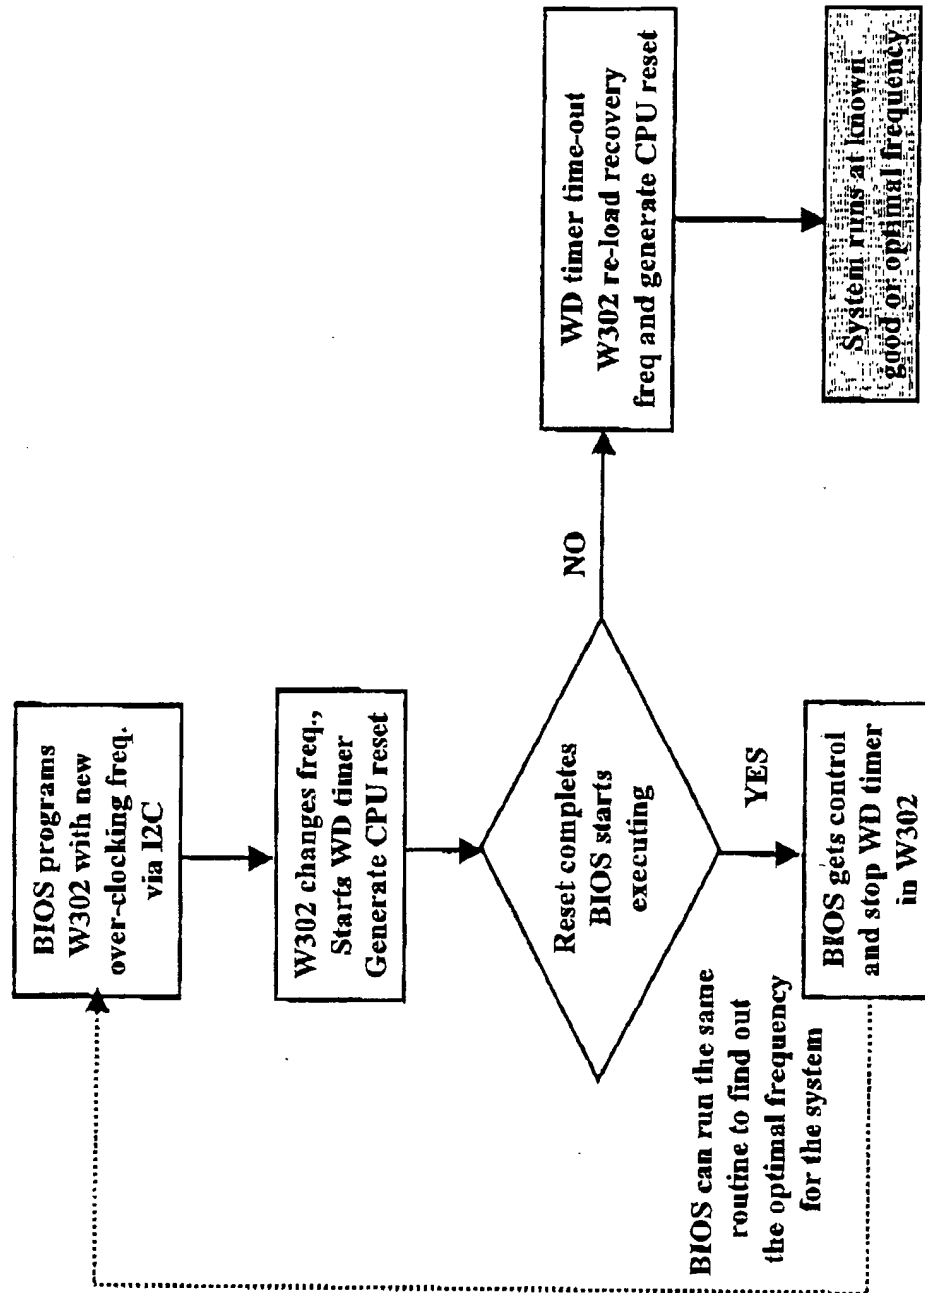 BIOS programs
W302 with new
over-clocking freq.
via I2C
W302 changes freq.,
Starts WD timer
Generate CPU reset
Reset completes
BIOS starts
executing
NO
WD timer time-out
W302 re-load recovery
freq and generate CPU reset
System runs at known
good or optimal frequency
YES
BIOS gets control
and stop WD timer
in W302
BIOS can run the same
routine to find out
the optimal frequency
for the system